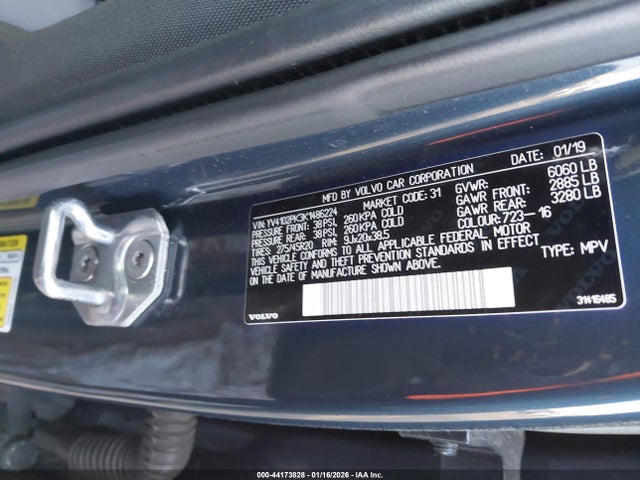 MFD BY VOLVO CAR CORPORATION DATE: 01/19
VIN: YV4102PK3K1486224 MARKET CODE: 31 GVWR: 6060 LB
PRESSURE FRONT: 38PSI, 260KPA COLD GAWR FRONT: 2885 LB
PRESSURE REAR: 38PSI, 260KPA COLD GAWR REAR: 3280 LB
TIRES: 275/45R20 RIM: 9Jx20x38.5 COLOUR: 723-16
THIS VEHICLE CONFORMS TO ALL APPLICABLE FEDERAL MOTOR
VEHICLE SAFETY AND THEFT PREVENTION STANDARDS IN EFFECT
ON THE DATE OF MANUFACTURE SHOWN ABOVE. TYPE: MPV
VOLVO 31416485
000-44173828 - 01/16/2026 - IAA Inc.